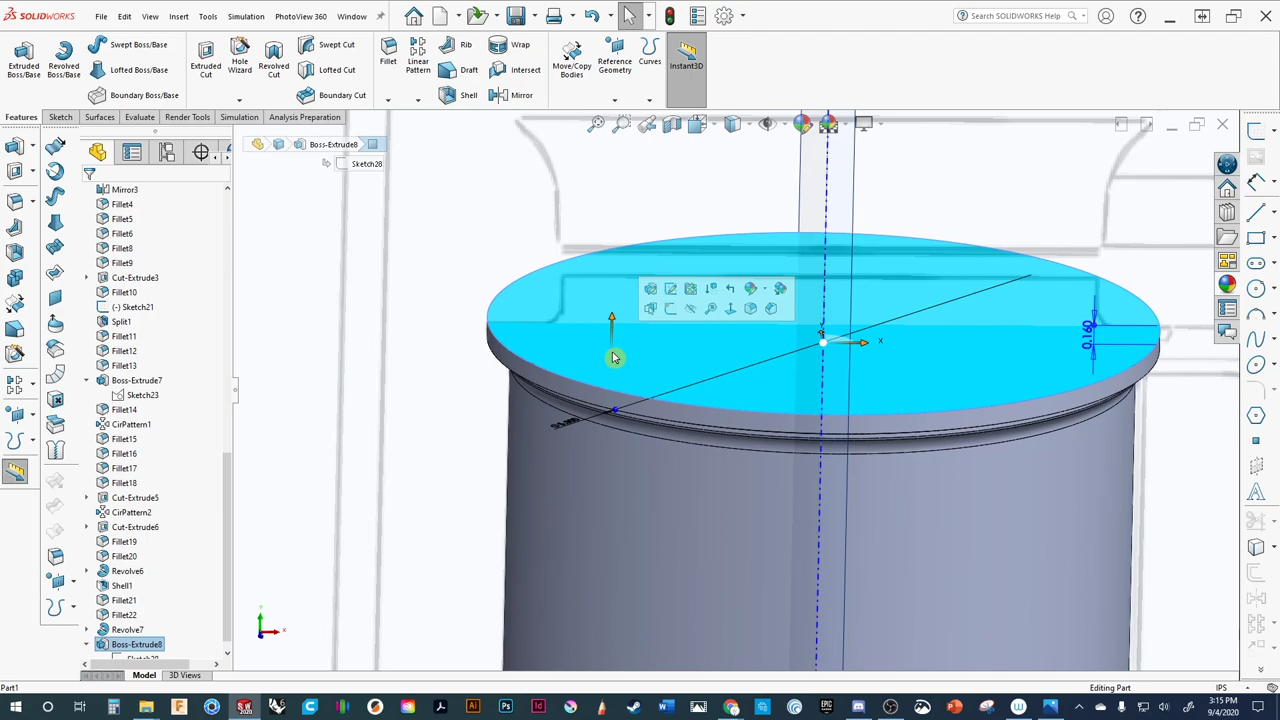 SOLIDWORKS
File
Edit
View
Insert
Tools
Simulation
PhotoView 360
Window
Search SOLIDWORKS Help
Extruded Boss/Base
Revolved Boss/Base
Swept Boss/Base
Lofted Boss/Base
Boundary Boss/Base
Extruded Cut
Hole Wizard
Revolved Cut
Swept Cut
Lofted Cut
Boundary Cut
Fillet
Linear Pattern
Rib
Draft
Shell
Wrap
Intersect
Mirror
Move/Copy Bodies
Reference Geometry
Curves
Instant3D
Features
Sketch
Surfaces
Evaluate
Render Tools
Simulation
Analysis Preparation
Boss-Extrude8
Sketch28
Mirror3
Fillet4
Fillet5
Fillet6
Fillet8
Fillet9
Cut-Extrude3
Fillet10
(-) Sketch21
Split1
Fillet11
Fillet12
Fillet13
Boss-Extrude7
Sketch23
Fillet14
CirPattern1
Fillet15
Fillet16
Fillet17
Fillet18
Cut-Extrude5
CirPattern2
Cut-Extrude6
Fillet19
Fillet20
Revolve6
Shell1
Fillet21
Fillet22
Revolve7
Boss-Extrude8
X
0.160
Model
3D Views
Part1
Editing Part
IPS
3:15 PM
9/4/2020